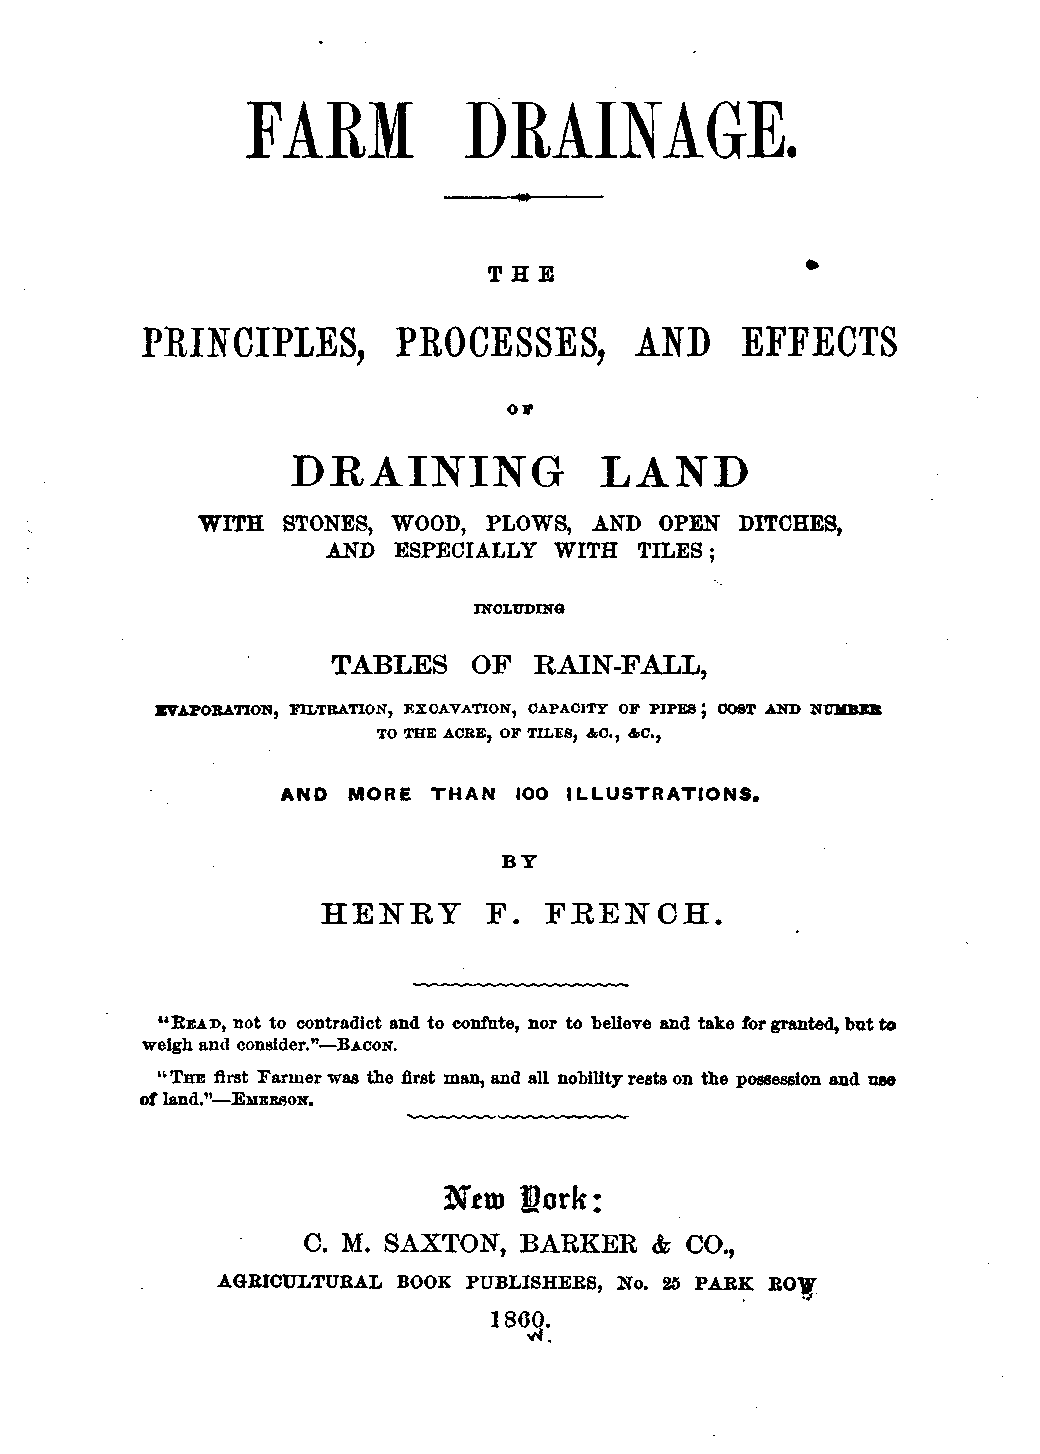 FARM DRAINAGE.
THE
PRINCIPLES, PROCESSES, AND EFFECTS
OF
DRAINING LAND
WITH STONES, WOOD, PLOWS, AND OPEN DITCHES,
AND ESPECIALLY WITH TILES;
INCLUDING
TABLES OF RAIN-FALL,
EVAPORATION, FILTRATION, EXCAVATION, CAPACITY OF PIPES; COST AND NUMBER
TO THE ACRE, OF TILES, &C., &C.,
AND MORE THAN 100 ILLUSTRATIONS.
BY
HENRY F. FRENCH.
"READ, not to contradict and to confute, nor to believe and take for granted, but to
weigh and consider."—BACON.
"THE first Farmer was the first man, and all nobility rests on the possession and use
of land."—EMERSON.
New York:
C. M. SAXTON, BARKER & CO.,
AGRICULTURAL BOOK PUBLISHERS, No. 25 PARK ROW
1860.